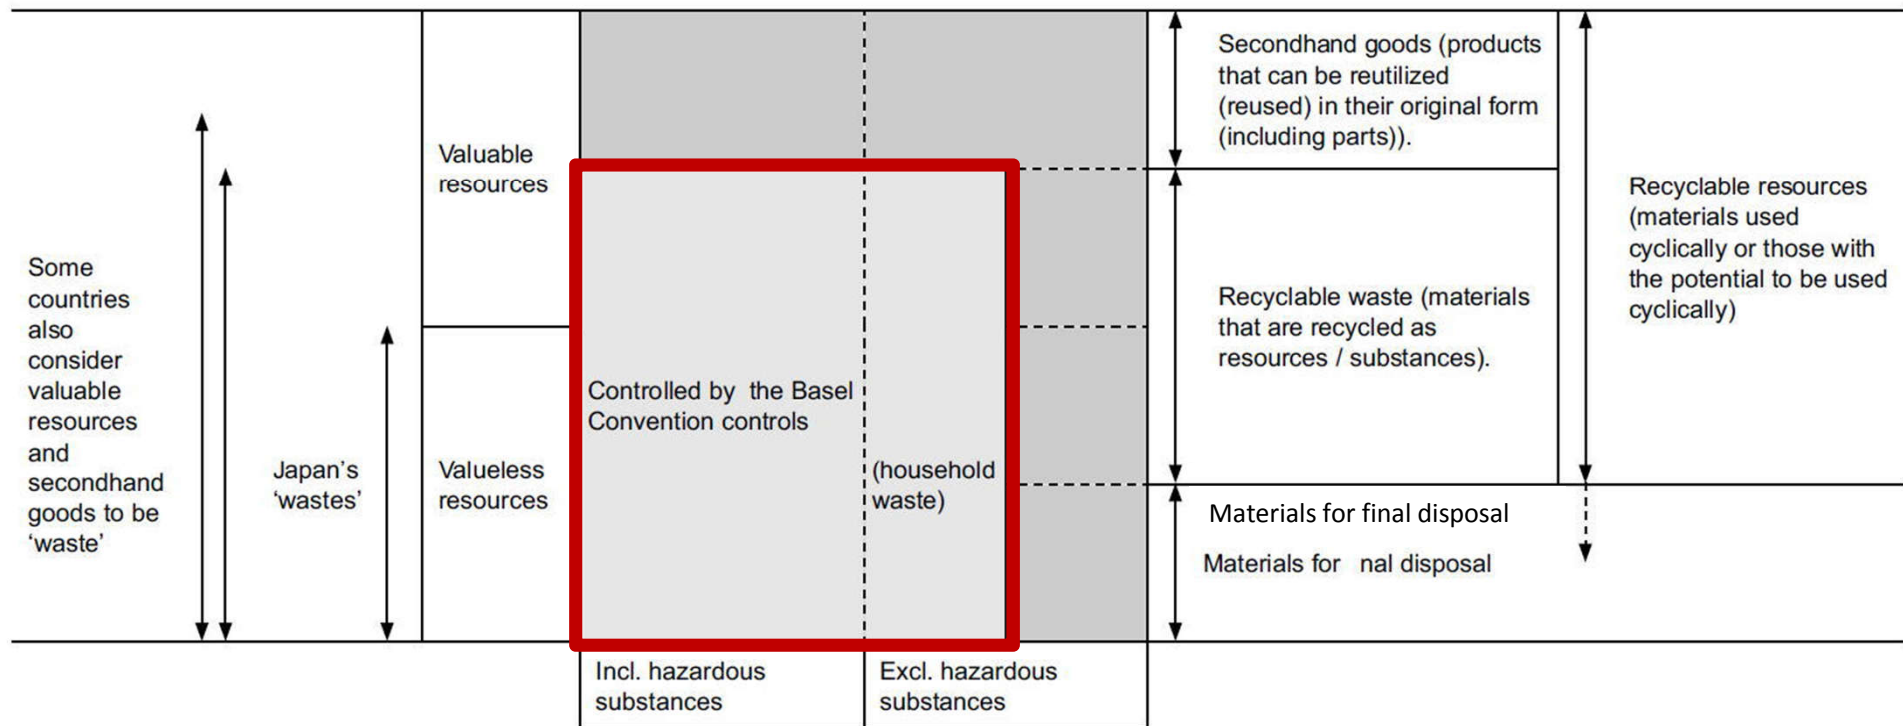 Some
countries
also
consider
valuable
resources
and
secondhand
goods to be
‘waste’
Japan’s
‘wastes’
Valuable
resources
Valueless
resources
Controlled by  the Basel
Convention controls
(household
waste)
Incl. hazardous
substances
Excl. hazardous
substances
Secondhand goods (products
that can be reutilized
(reused) in their original form
(including parts)).
Recyclable waste (materials
that are recycled as
resources / substances).
Materials for final disposal
Materials for   nal disposal
Recyclable resources
(materials used
cyclically or those with
the potential to be used
cyclically)